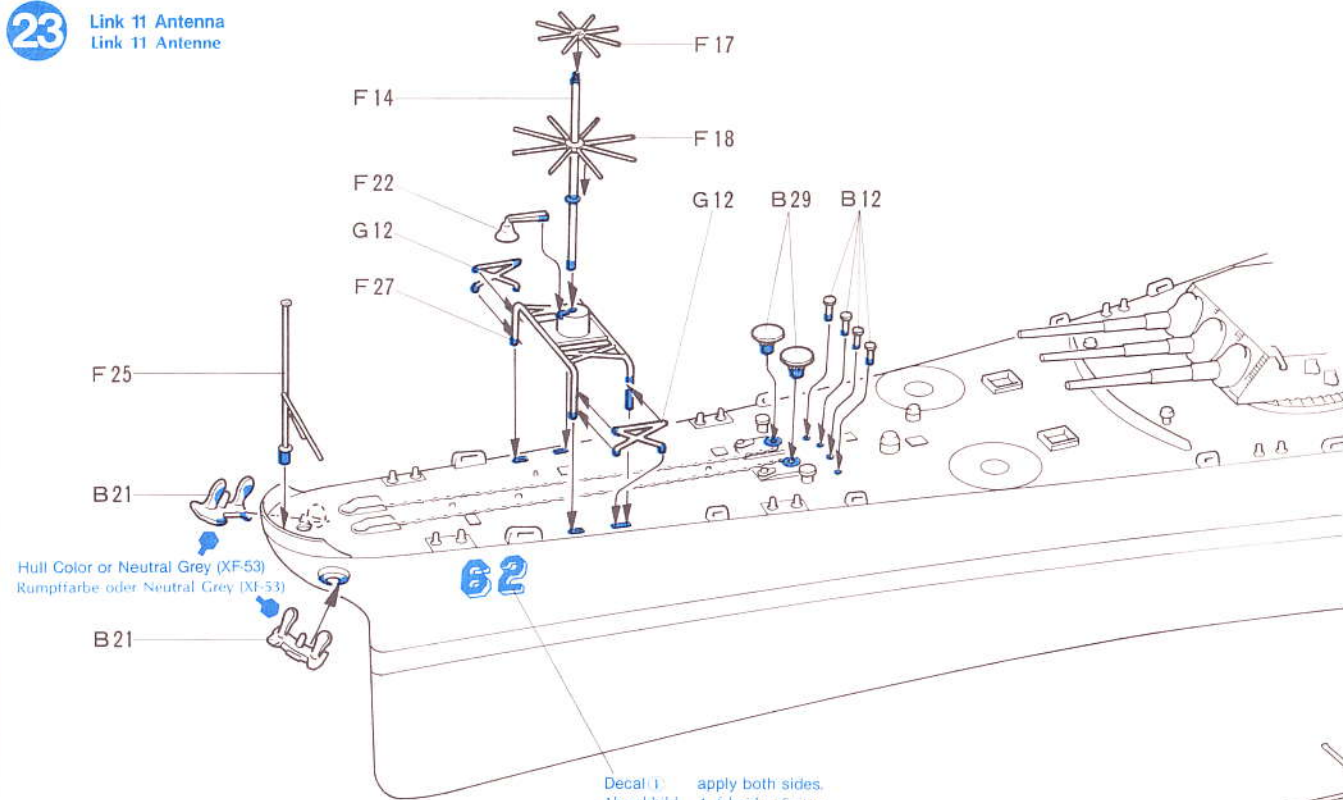 23
Link 11 Antenna
Link 11 Antenne
F 17
F 14
F 18
F 22
G 12
G 12
B 29
B 12
F 27
F 25
B 21
Hull Color or Neutral Grey (XF-53)
Rumpffarbe oder Neutral Grey (XF-53)
B 21
62
Decal 1 apply both sides.